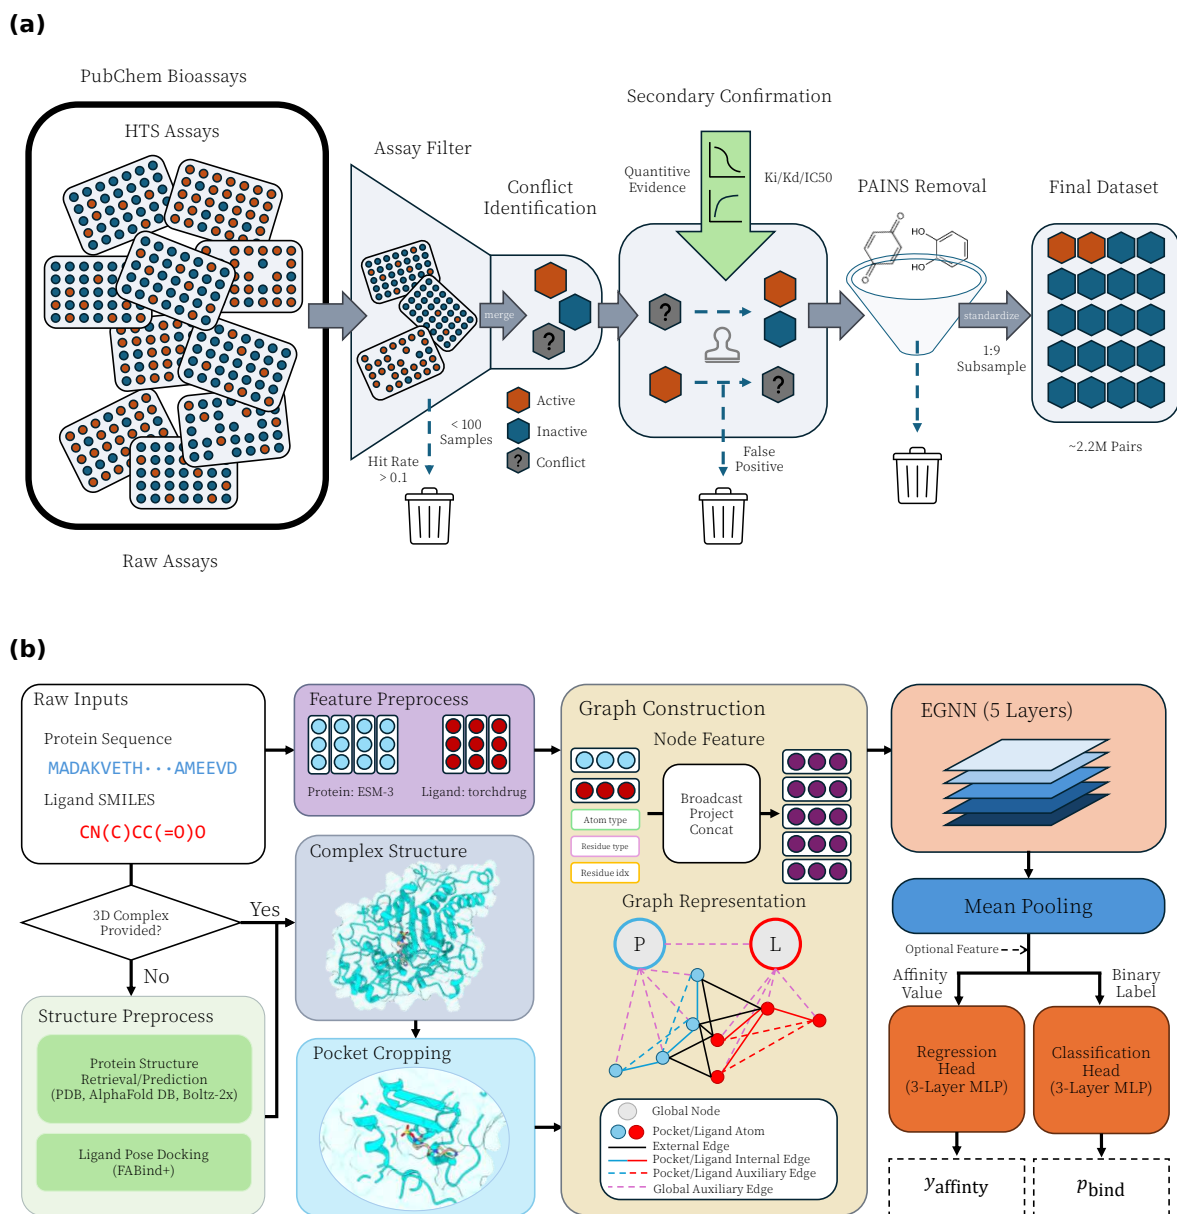 (a)
PubChem Bioassays
HTS Assays
Raw Assays
Assay Filter
Hit Rate
> 0.1
< 100
Samples
merge
Conflict
Identification
?
Active
Inactive
? Conflict
Secondary Confirmation
Quantitive
Evidence
Ki/Kd/IC50
?
?
False
Positive
PAINS Removal
O
O
HO
HO
standardize
1:9
Subsample
Final Dataset
~2.2M Pairs
(b)
Raw Inputs
Protein Sequence
MADAKVETH···AMEEVD
Ligand SMILES
CN(C)CC(=O)O
3D Complex
Provided?
Yes
No
Structure Preprocess
Protein Structure
Retrieval/Prediction
(PDB, AlphaFold DB, Boltz-2x)
Ligand Pose Docking
(FABind+)
Feature Preprocess
Protein: ESM-3
Ligand: torchdrug
Complex Structure
Pocket Cropping
Graph Construction
Node Feature
Atom type
Residue type
Residue idx
Broadcast
Project
Concat
Graph Representation
P
L
Global Node
Pocket/Ligand Atom
External Edge
Pocket/Ligand Internal Edge
Pocket/Ligand Auxiliary Edge
Global Auxiliary Edge
EGNN (5 Layers)
Mean Pooling
Optional Feature
Affinity
Value
Binary
Label
Regression
Head
(3-Layer MLP)
Classification
Head
(3-Layer MLP)
yaffinty
pbind